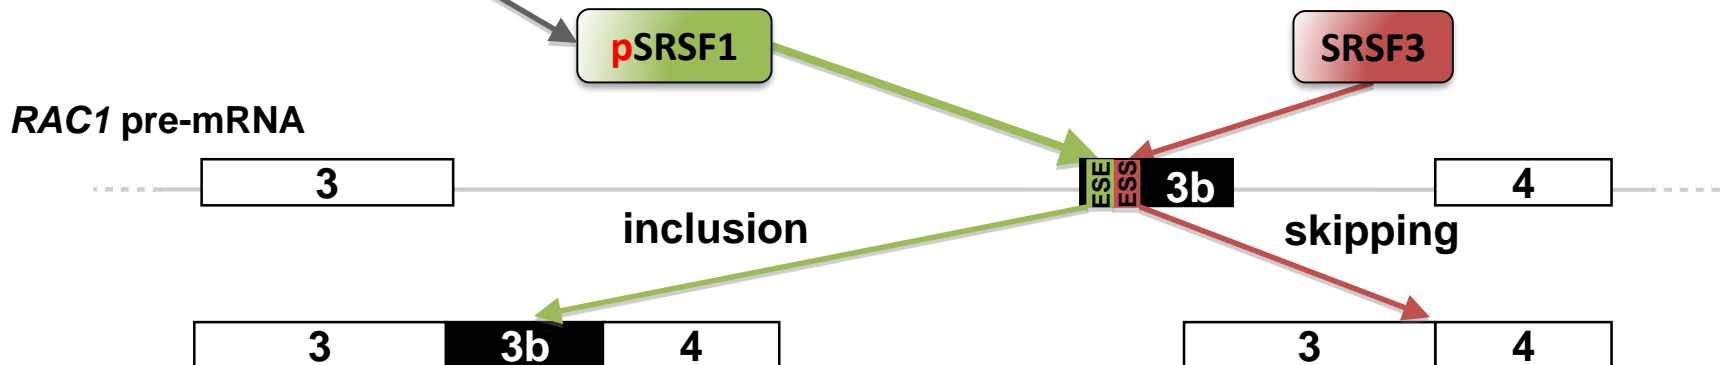 pSRSF1
SRSF3
RAC1 pre-mRNA
3
ESE
ESS
3b
4
inclusion
skipping
3
3b
4
3
4